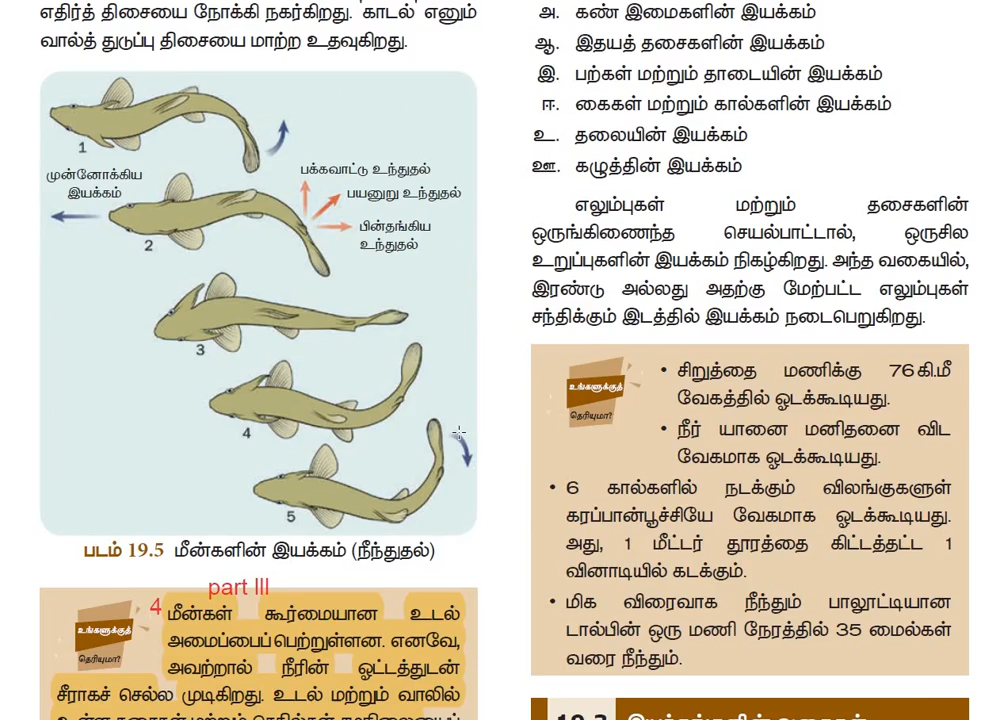 எதிர்த் திசையை நோக்கி நகர்கிறது. 'காடல்' எனும்
வால்த் துடுப்பு திசையை மாற்ற உதவுகிறது.
1
முன்னோக்கிய
இயக்கம்
பக்கவாட்டு உந்துதல்
பயனுறு உந்துதல்
பின்தங்கிய
உந்துதல்
2
3
4
5
படம் 19.5 மீன்களின் இயக்கம் (நீந்துதல்)
part III
4
உங்களுக்குத்
தெரியுமா?
மீன்கள் கூர்மையான உடல்
அமைப்பைப்பெற்றுள்ளன. எனவே,
அவற்றால் நீரின் ஓட்டத்துடன்
சீராகச் செல்ல முடிகிறது. உடல் மற்றும் வாலில்
அ. கண் இமைகளின் இயக்கம்
ஆ. இதயத் தசைகளின் இயக்கம்
இ. பற்கள் மற்றும் தாடையின் இயக்கம்
ஈ. கைகள் மற்றும் கால்களின் இயக்கம்
உ. தலையின் இயக்கம்
ஊ. கழுத்தின் இயக்கம்
எலும்புகள் மற்றும் தசைகளின்
ஒருங்கிணைந்த செயல்பாட்டால், ஒருசில
உறுப்புகளின் இயக்கம் நிகழ்கிறது. அந்த வகையில்,
இரண்டு அல்லது அதற்கு மேற்பட்ட எலும்புகள்
சந்திக்கும் இடத்தில் இயக்கம் நடைபெறுகிறது.
உங்களுக்குத்
தெரியுமா?
• சிறுத்தை மணிக்கு 76கி.மீ
வேகத்தில் ஓடக்கூடியது.
• நீர் யானை மனிதனை விட
வேகமாக ஓடக்கூடியது.
• 6 கால்களில் நடக்கும் விலங்குகளுள்
கரப்பான்பூச்சியே வேகமாக ஓடக்கூடியது.
அது, 1 மீட்டர் தூரத்தை கிட்டத்தட்ட 1
வினாடியில் கடக்கும்.
• மிக விரைவாக நீந்தும் பாலூட்டியான
டால்பின் ஒரு மணி நேரத்தில் 35 மைல்கள்
வரை நீந்தும்.